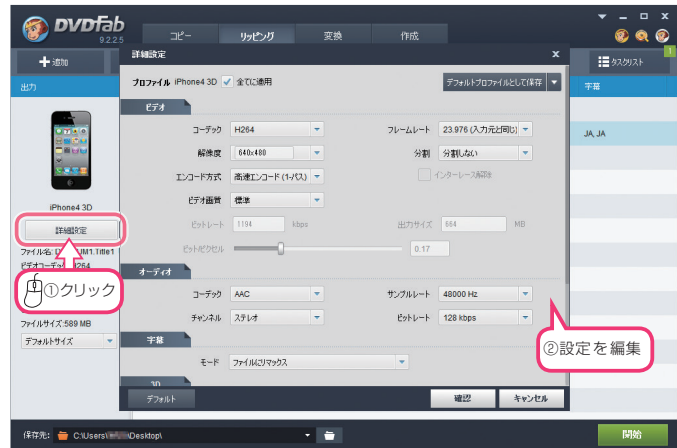 DVDFab
9.2.2.5
コピー リッピング 変換 作成
追加
詳細設定 x
タスクリスト
1
出力
プロファイル iPhone4 3D 全てに適用 デフォルトプロファイルとして保存
字幕
ビデオ
コーデック H264 フレームレート 23.976 (入力元と同じ)
JA, JA
解像度 640x480 分割 分割しない
エンコード方式 高速エンコード (1-パス) インターレース解除
iPhone4 3D
ビデオ画質 標準
詳細設定
ビットレート 1194 kbps 出力サイズ 664 MB
ファイル名: D UM1.Title1
ビット/ピクセル 0.17
ビデオコーデック H264
オーディオ
①クリック
コーデック AAC サンプルレート 48000 Hz
チャンネル ステレオ ビットレート 128 kbps
ファイルサイズ:589 MB
デフォルトサイズ
字幕
②設定を編集
モード ファイルにリマックス
3D
デフォルト 確認 キャンセル
保存先: C:\Users\ \Desktop\ 開始